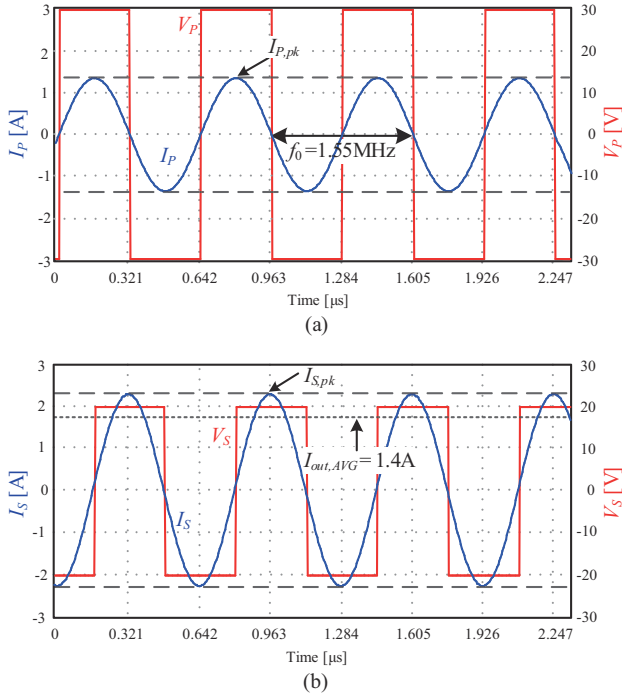 3
2
1
0
-1
-2
-3
I_P [A]
V_P
I_P,pk
I_P
f_0=1.55MHz
30
20
10
0
-10
-20
-30
V_P [V]
0 0.321 0.642 0.963 1.284 1.605 1.926 2.247
Time [μs]
(a)
3
2
1
0
-1
-2
-3
I_S [A]
I_S,pk
V_S
I_out,AVG = 1.4A
I_S
30
20
10
0
-10
-20
-30
V_S [V]
0 0.321 0.642 0.963 1.284 1.605 1.926 2.247
Time [μs]
(b)